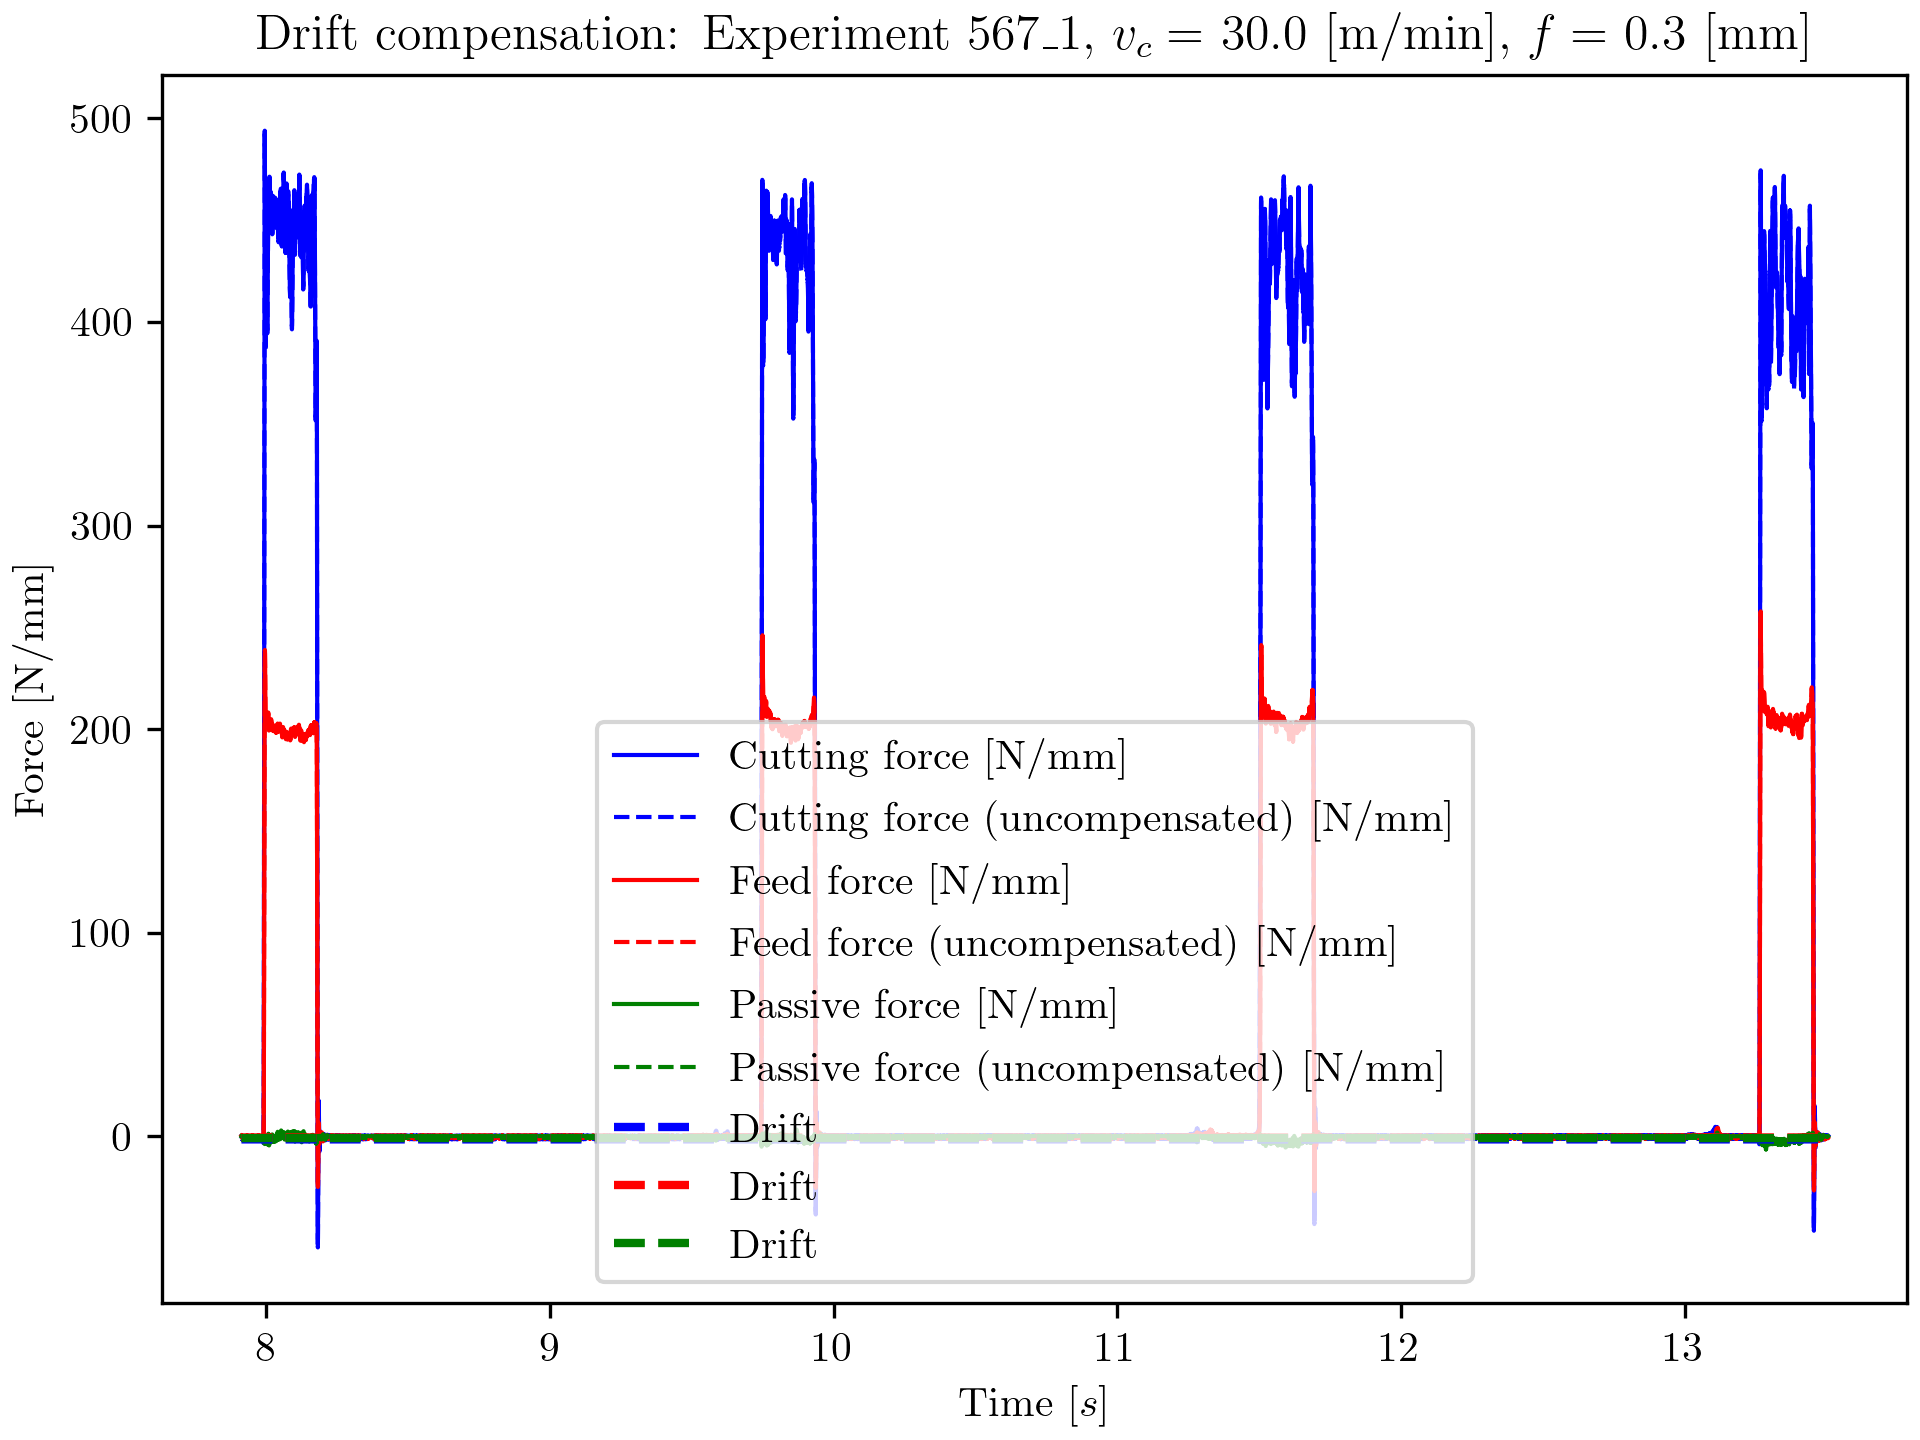 Drift compensation: Experiment 567_1, v_c = 30.0 [m/min], f = 0.3 [mm]
500
400
300
200
100
0
Force [N/mm]
Cutting force [N/mm]
Cutting force (uncompensated) [N/mm]
Feed force [N/mm]
Feed force (uncompensated) [N/mm]
Passive force [N/mm]
Passive force (uncompensated) [N/mm]
Drift
Drift
Drift
8 9 10 11 12 13
Time [s]